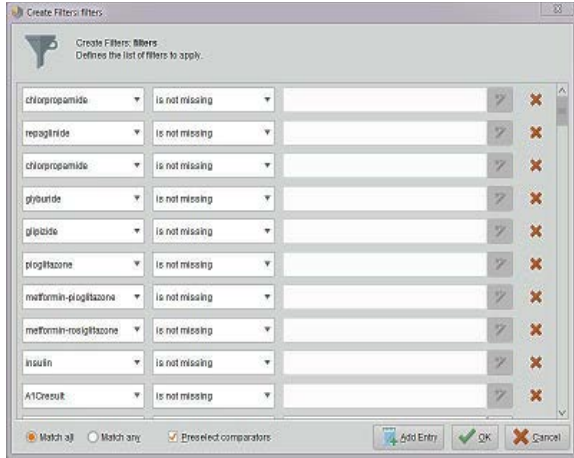 Create Filters: filters
Create Filters: filters
Defines the list of filters to apply.
chlorpropamide is not missing
repaglinide is not missing
chlorpropamide is not missing
glyburide is not missing
glipizide is not missing
pioglitazone is not missing
metformin-pioglitazone is not missing
metformin-rosiglitazone is not missing
insulin is not missing
A1Cresult is not missing
Match all Match any Preselect comparators Add Entry OK Cancel